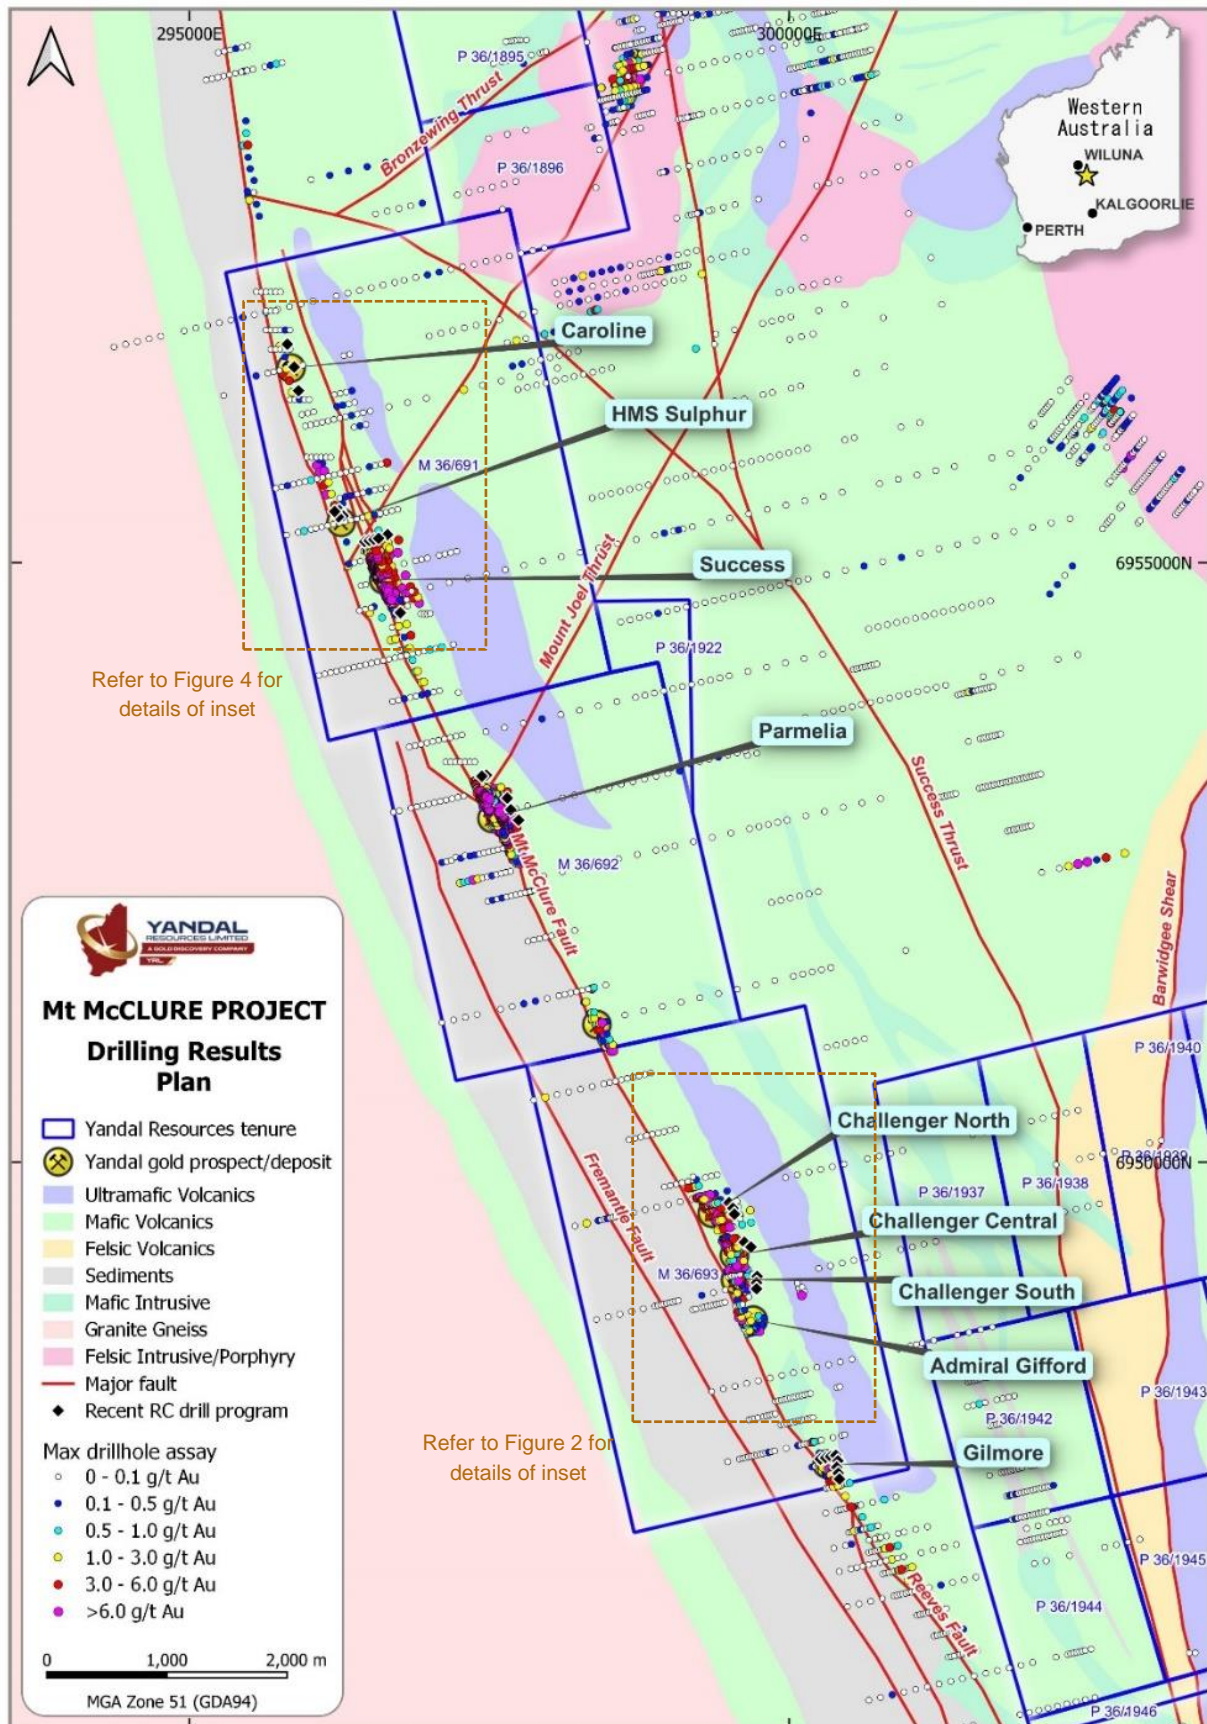 295000E
300000E
P 36/1895
Bronzewing Thrust
P 36/1896
Western
Australia
WILUNA
KALGOORLIE
PERTH
Caroline
HMS Sulphur
M 36/691
Success
6955000N
Mount Joel Thrust
P 36/1922
Refer to Figure 4 for
details of inset
Parmelia
Success Thrust
Mt McClure Fault
M 36/692
Barwidgee Shear
YANDAL
RESOURCES LIMITED
A GOLD DISCOVERY COMPANY
YRL
Mt McCLURE PROJECT
Drilling Results
Plan
Yandal Resources tenure
Yandal gold prospect/deposit
Ultramafic Volcanics
Mafic Volcanics
Felsic Volcanics
Sediments
Mafic Intrusive
Granite Gneiss
Felsic Intrusive/Porphyry
Major fault
Recent RC drill program
Max drillhole assay
0 - 0.1 g/t Au
0.1 - 0.5 g/t Au
0.5 - 1.0 g/t Au
1.0 - 3.0 g/t Au
3.0 - 6.0 g/t Au
>6.0 g/t Au
0 1,000 2,000 m
MGA Zone 51 (GDA94)
P 36/1940
Challenger North
P 36/1939
6950000N
P 36/1938
P 36/1937
Fremantle Fault
Challenger Central
M 36/693
Challenger South
Admiral Gifford
P 36/1943
P 36/1942
Refer to Figure 2 for
details of inset
Gilmore
P 36/1945
Reeves Fault
P 36/1944
P 36/1946